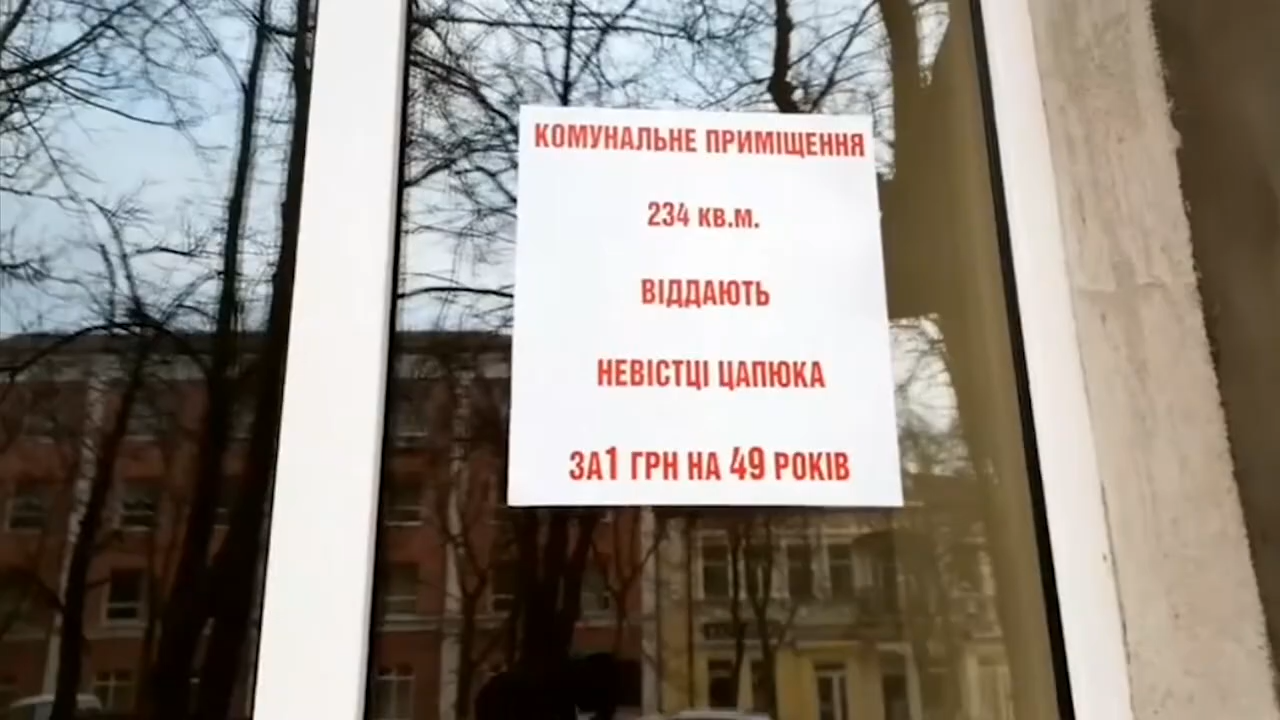 КОМУНАЛЬНЕ ПРИМІЩЕННЯ
234 КВ.М.
ВІДДАЮТЬ
НЕВІСТЦІ ЦАПЮКА
ЗА1 ГРН НА 49 РОКІВ